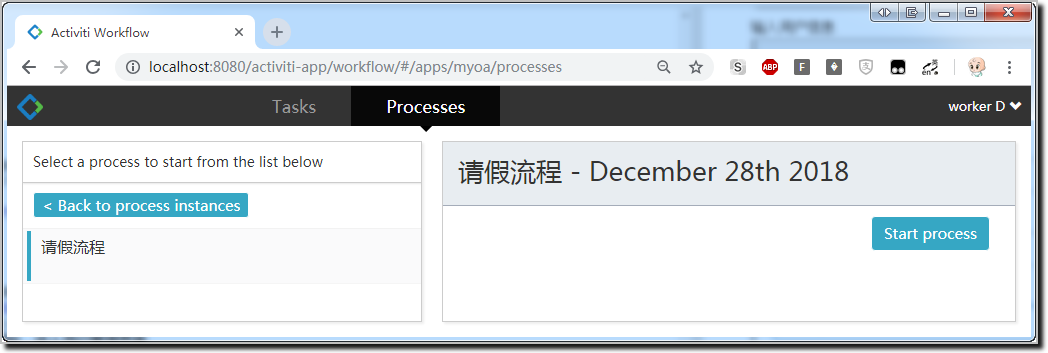 Activiti Workflow
localhost:8080/activiti-app/workflow/#/apps/myoa/processes
Tasks
Processes
worker D
Select a process to start from the list below
< Back to process instances
请假流程
请假流程 - December 28th 2018
Start process